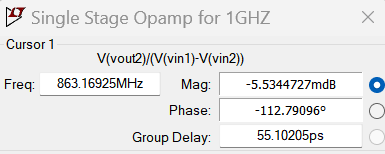 Single Stage Opamp for 1GHZ
Cursor 1
V(vout2)/(V(vin1)-V(vin2))
Freq: 863.16925MHz Mag: -5.5344727mdB
Phase: -112.79096°
Group Delay: 55.10205ps